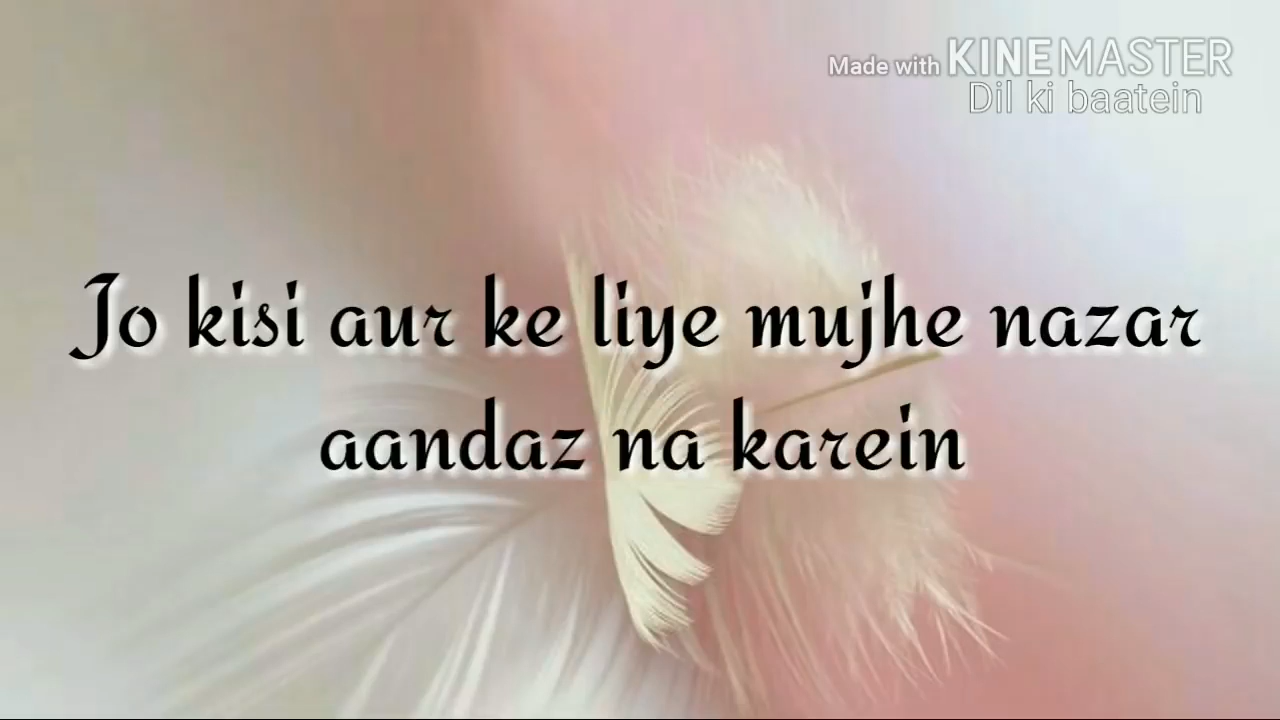 Made with KINEMASTER
Dil ki baatein
Jo kisi aur ke liye mujhe nazar
aandaz na karein